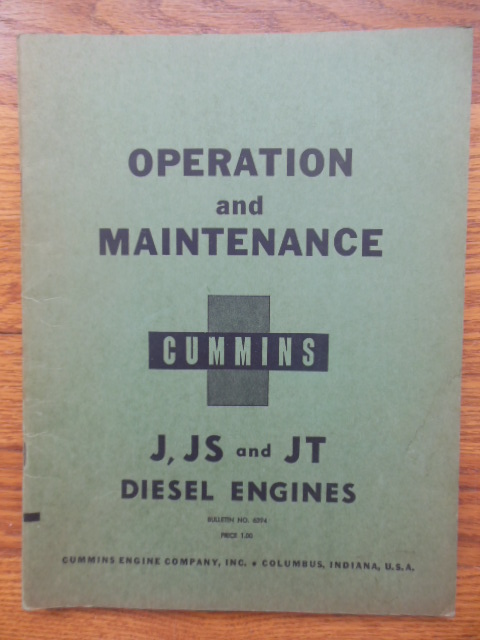 OPERATION
and
MAINTENANCE
CUMMINS
J, JS and JT
DIESEL ENGINES
BULLETIN NO.
PRICE 1.00
CUMMINS ENGINE COMPANY, INC. • COLUMBUS, INDIANA, U.S.A.